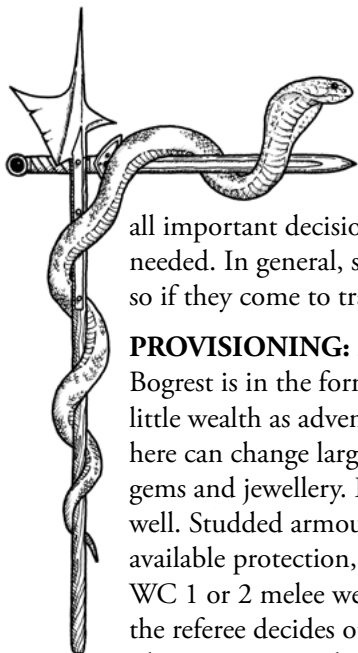 all important decisio
needed. In general, s
so if they come to tra
PROVISIONING:
Bogrest is in the form
little wealth as adven
here can change larg
gems and jewellery. I
well. Studded armou
available protection,
WC 1 or 2 melee we
the referee decides o